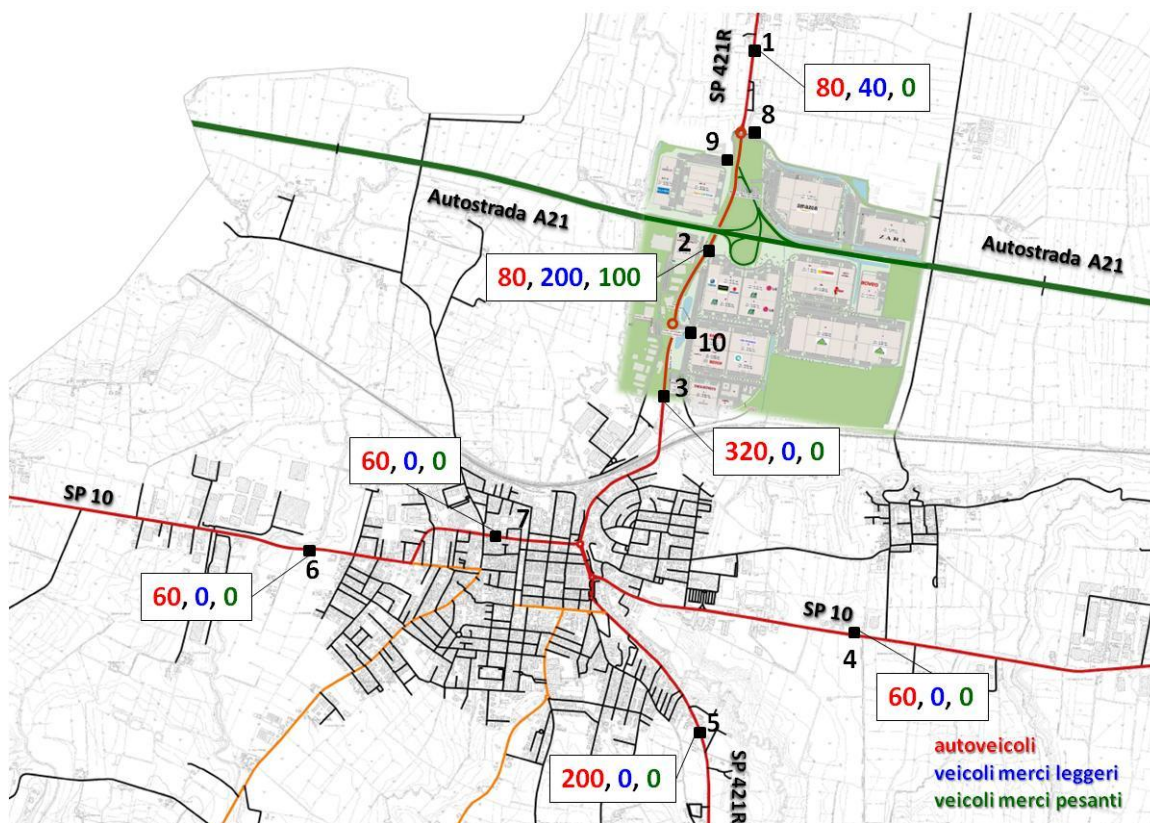 1
SP 421R
80, 40, 0
8
9
Autostrada A21
ZARA
2
Autostrada A21
80, 200, 100
10
3
60, 0, 0
320, 0, 0
SP 10
7
6
60, 0, 0
SP 10
4
60, 0, 0
5
200, 0, 0
SP 421R
autoveicoli
veicoli merci leggeri
veicoli merci pesanti